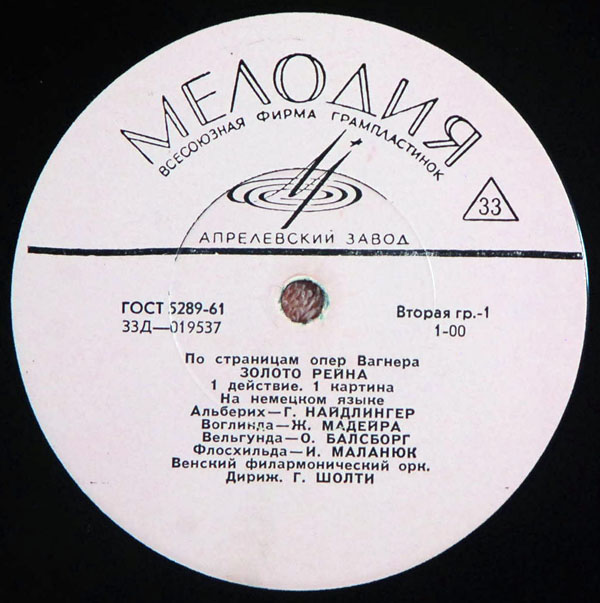 МЕЛОДИЯ
ВСЕСОЮЗНАЯ ФИРМА ГРАМПЛАСТИНОК
33
АПРЕЛЕВСКИЙ ЗАВОД
ГОСТ 5289-61
33Д—019537
Вторая гр.-1
1-00
По страницам опер Вагнера
ЗОЛОТО РЕЙНА
1 действие. 1 картина
На немецком языке
Альберих—Г. НАЙДЛИНГЕР
Воглинда—Ж. МАДЕЙРА
Вельгунда—О. БАЛСБОРГ
Флосхильда—И. МАЛАНЮК
Венский филармонический орк.
Дириж. Г. ШОЛТИ